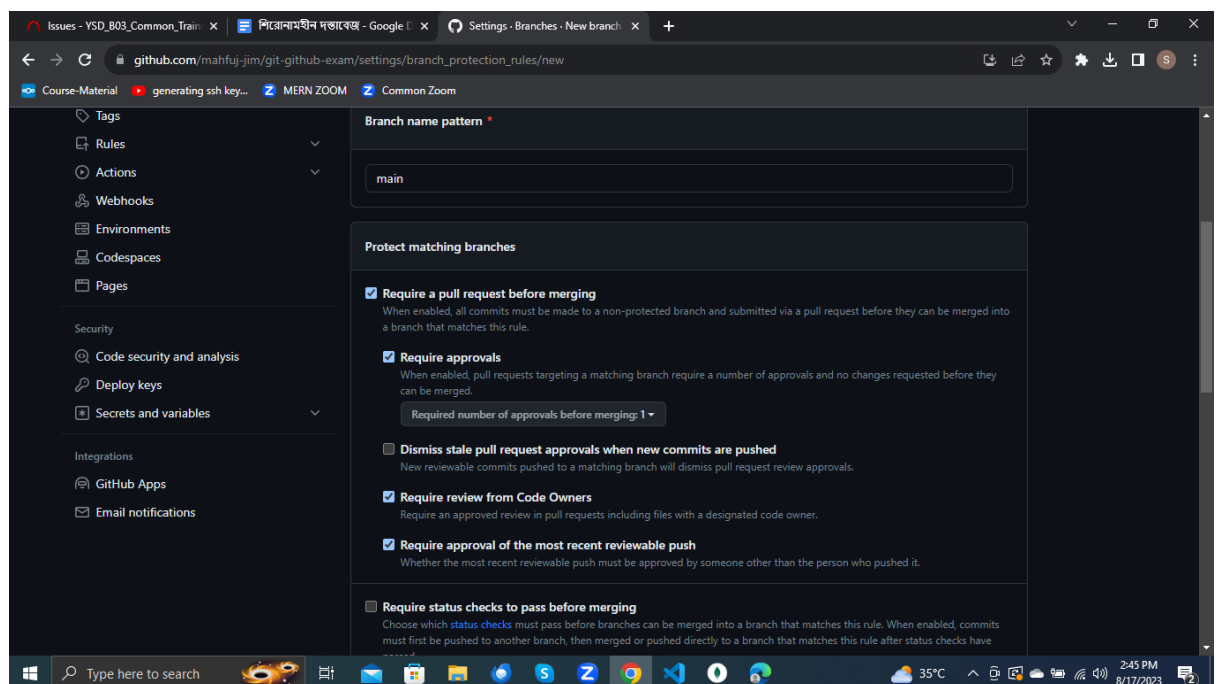 Issues - YSD_B03_Common_Train
শিরোনামহীন দস্তাবেজ - Google D
Settings · Branches · New branch
github.com/mahfuj-jim/git-github-exam/settings/branch_protection_rules/new
S
Course-Material
generating ssh key...
MERN ZOOM
Common Zoom
Tags
Rules
Actions
Webhooks
Environments
Codespaces
Pages
Security
Code security and analysis
Deploy keys
Secrets and variables
Integrations
GitHub Apps
Email notifications
Branch name pattern *
main
Protect matching branches
Require a pull request before merging
When enabled, all commits must be made to a non-protected branch and submitted via a pull request before they can be merged into
a branch that matches this rule.
Require approvals
When enabled, pull requests targeting a matching branch require a number of approvals and no changes requested before they
can be merged.
Required number of approvals before merging: 1
Dismiss stale pull request approvals when new commits are pushed
New reviewable commits pushed to a matching branch will dismiss pull request review approvals.
Require review from Code Owners
Require an approved review in pull requests including files with a designated code owner.
Require approval of the most recent reviewable push
Whether the most recent reviewable push must be approved by someone other than the person who pushed it.
Require status checks to pass before merging
Choose which status checks must pass before branches can be merged into a branch that matches this rule. When enabled, commits
must first be pushed to another branch, then merged or pushed directly to a branch that matches this rule after status checks have
Type here to search
35°C
2:45 PM
8/17/2023
2